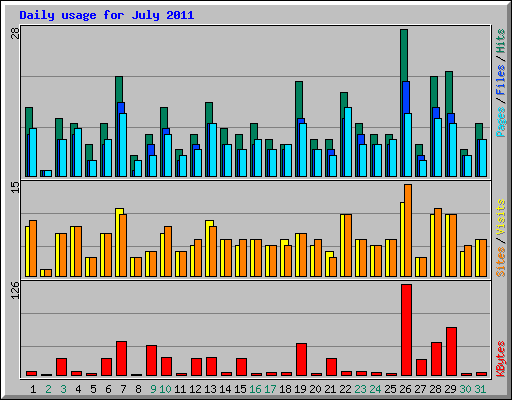 Daily usage for July 2011
28
Pages/Files/Hits
15
Sites/Visits
126
KBytes
1 2 3 4 5 6 7 8 9 10 11 12 13 14 15 16 17 18 19 20 21 22 23 24 25 26 27 28 29 30 31